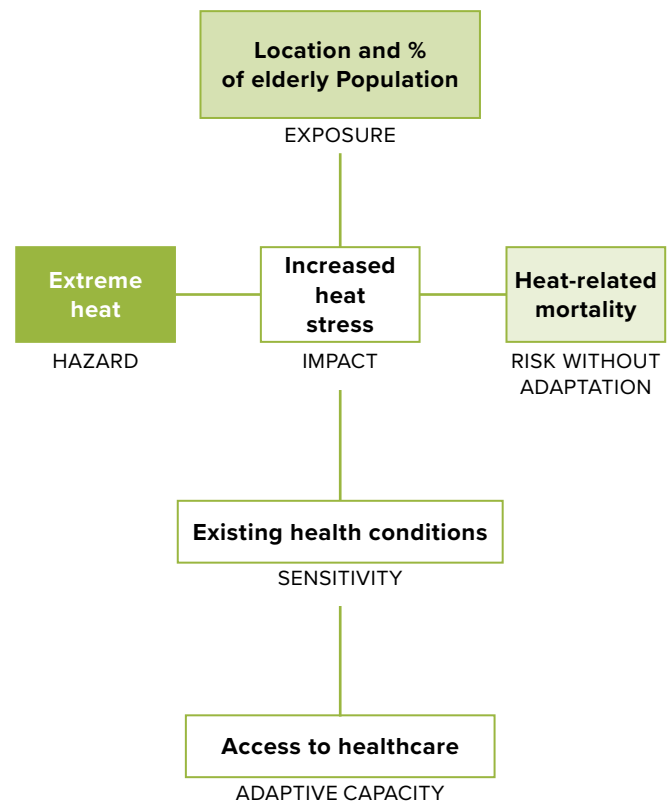 Location and %
of elderly Population
EXPOSURE
Extreme
heat
HAZARD
Increased
heat
stress
IMPACT
Heat-related
mortality
RISK WITHOUT
ADAPTATION
Existing health conditions
SENSITIVITY
Access to healthcare
ADAPTIVE CAPACITY